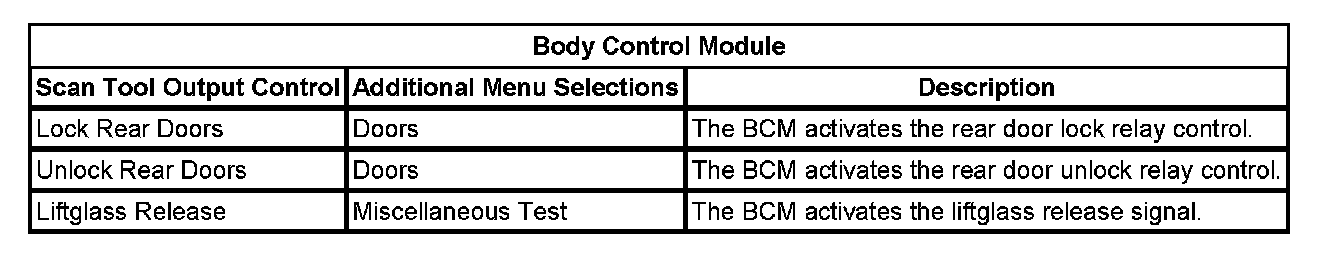 Body Control Module
Scan Tool Output Control Additional Menu Selections Description
Lock Rear Doors Doors The BCM activates the rear door lock relay control.
Unlock Rear Doors Doors The BCM activates the rear door unlock relay control.
Liftglass Release Miscellaneous Test The BCM activates the liftglass release signal.